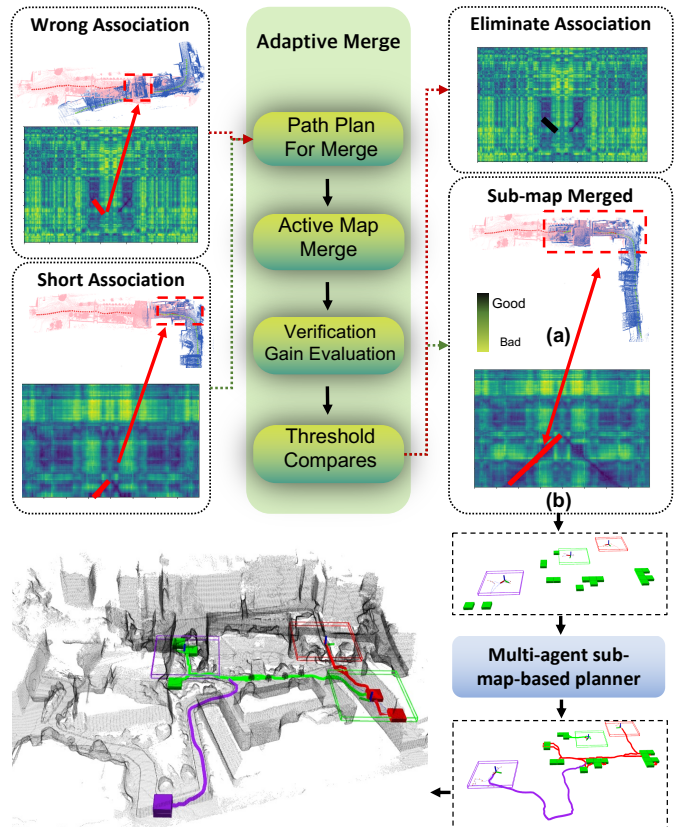 Wrong Association
Short Association
Adaptive Merge
Path Plan
For Merge
Active Map
Merge
Verification
Gain Evaluation
Threshold
Compares
Eliminate Association
Sub-map Merged
Good
Bad
(a)
(b)
Multi-agent sub-
map-based planner